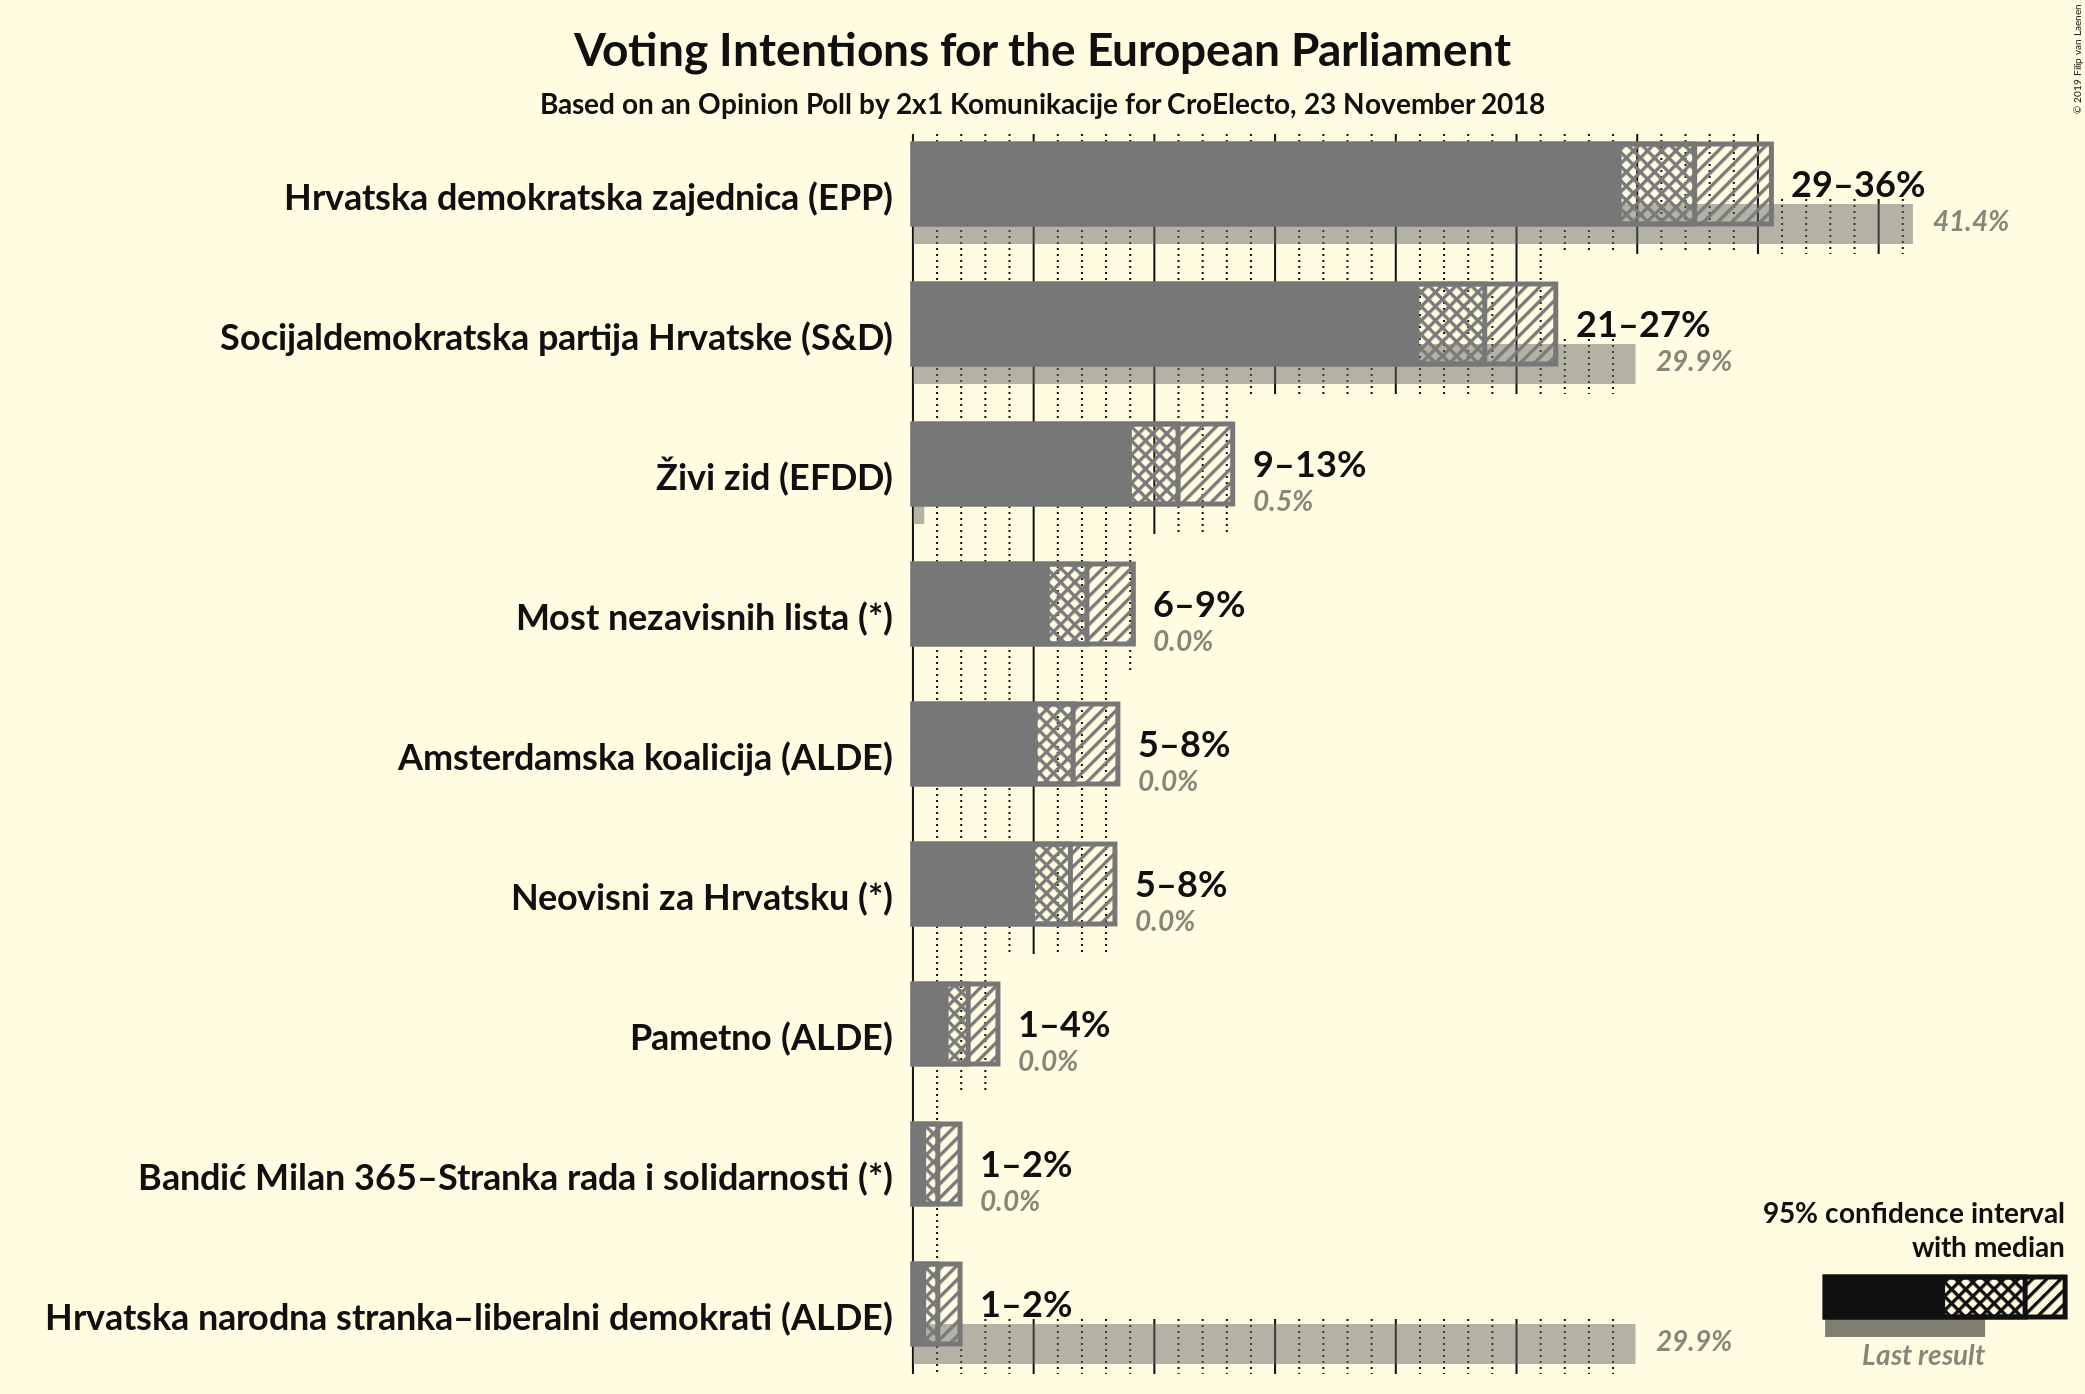 Voting Intentions for the European Parliament
Based on an Opinion Poll by 2x1 Komunikacije for CroElecto, 23 November 2018
© 2019 Filip van Laenen
Hrvatska demokratska zajednica (EPP)
29–36%
41.4%
Socijaldemokratska partija Hrvatske (S&D)
21–27%
29.9%
Živi zid (EFDD)
9–13%
0.5%
Most nezavisnih lista (*)
6–9%
0.0%
Amsterdamska koalicija (ALDE)
5–8%
0.0%
Neovisni za Hrvatsku (*)
5–8%
0.0%
Pametno (ALDE)
1–4%
0.0%
Bandić Milan 365–Stranka rada i solidarnosti (*)
1–2%
0.0%
Hrvatska narodna stranka–liberalni demokrati (ALDE)
1–2%
29.9%
95% confidence interval
with median
Last result